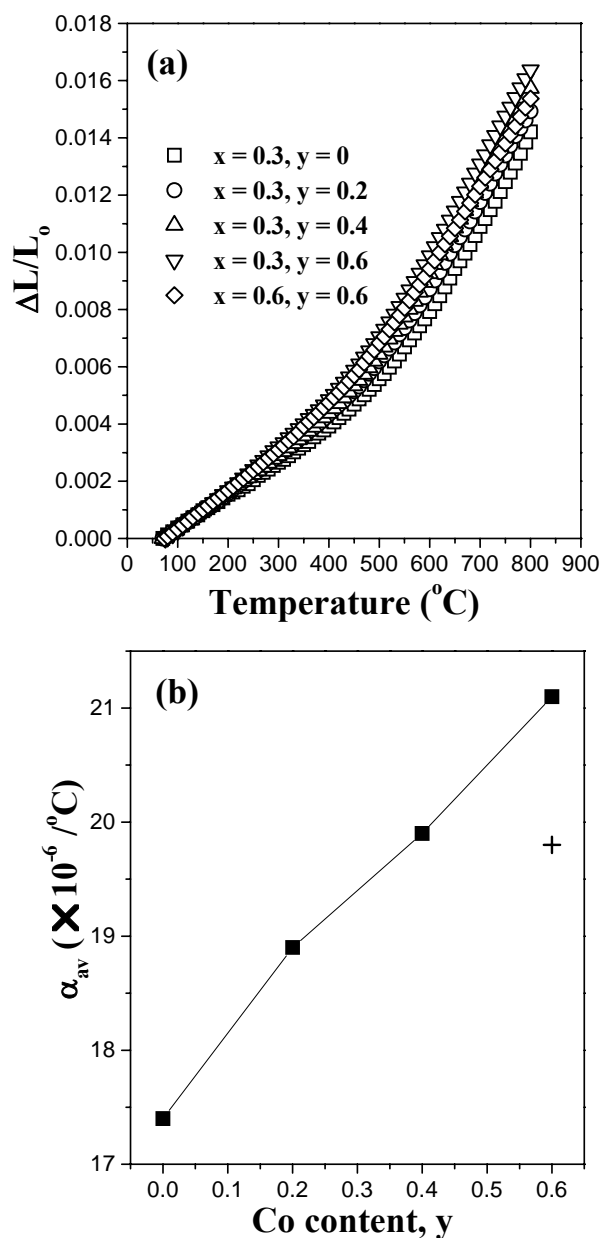 0.018
(a)
0.016
0.014
0.012
0.010
0.008
0.006
0.004
0.002
0.000
ΔL/Lo
x = 0.3, y = 0
x = 0.3, y = 0.2
x = 0.3, y = 0.4
x = 0.3, y = 0.6
x = 0.6, y = 0.6
0 100 200 300 400 500 600 700 800 900
Temperature (°C)
(b)
21
20
19
18
17
αav (×10⁻⁶ /°C)
0.0 0.1 0.2 0.3 0.4 0.5 0.6
Co content, y